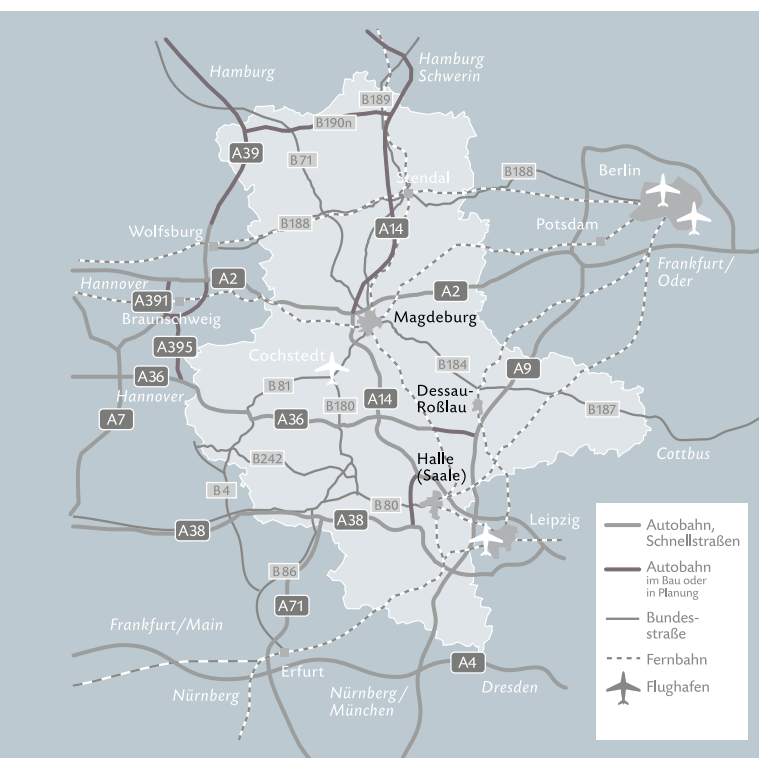 Hamburg
Hamburg
Schwerin
B189
B190n
A39
B71
Stendal
B188
Berlin
B188
A14
Potsdam
Wolfsburg
Hannover
A2
A2
Frankfurt/
Oder
A391
Braunschweig
Magdeburg
A395
Cochstedt
B184
A9
A36
Hannover
B81
B180
A14
Dessau-
Roßlau
B187
A7
A36
Cottbus
B242
Halle
(Saale)
B4
B80
A38
A38
Leipzig
B86
A71
Frankfurt/Main
Erfurt
A4
Nürnberg
Nürnberg/
München
Dresden
Autobahn,
Schnellstraßen
Autobahn
im Bau oder
in Planung
Bundes-
straße
Fernbahn
Flughafen